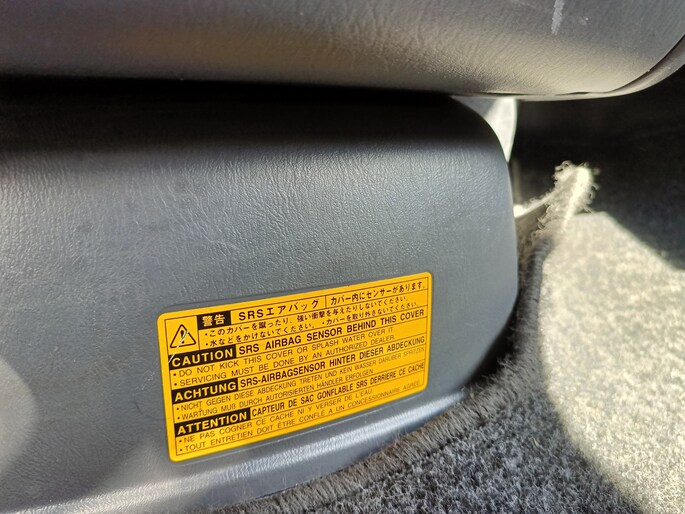 警告 SRSエアバッグ カバー内にセンサーがあります。
・このカバーを蹴ったり、強い衝撃を与えたりしないでください。
・水などをかけないでください。・カバーを取り外さないでください。
CAUTION SRS AIRBAG SENSOR BEHIND THIS COVER
• DO NOT KICK THIS COVER OR SPLASH WATER OVER IT.
• SERVICING MUST BE DONE BY AN AUTHORIZED DEALER.
ACHTUNG SRS-AIRBAGSENSOR HINTER DIESER ABDECKUNG
• NICHT GEGEN DIESE ABDECKUNG TRETEN UND KEIN WASSER DARÜBER SPRITZEN.
• WARTUNG MUß DURCH AUTORISIERTEN HÄNDLER ERFOLGEN.
ATTENTION CAPTEUR DE SAC GONFLABLE SRS DERRIERE CE CACHE
• NE PAS COGNER CE CACHE NI Y VERSER DE L'EAU
• TOUT ENTRETIEN DOIT ÊTRE CONFIE A UN CONCESSIONNAIRE AGREE.